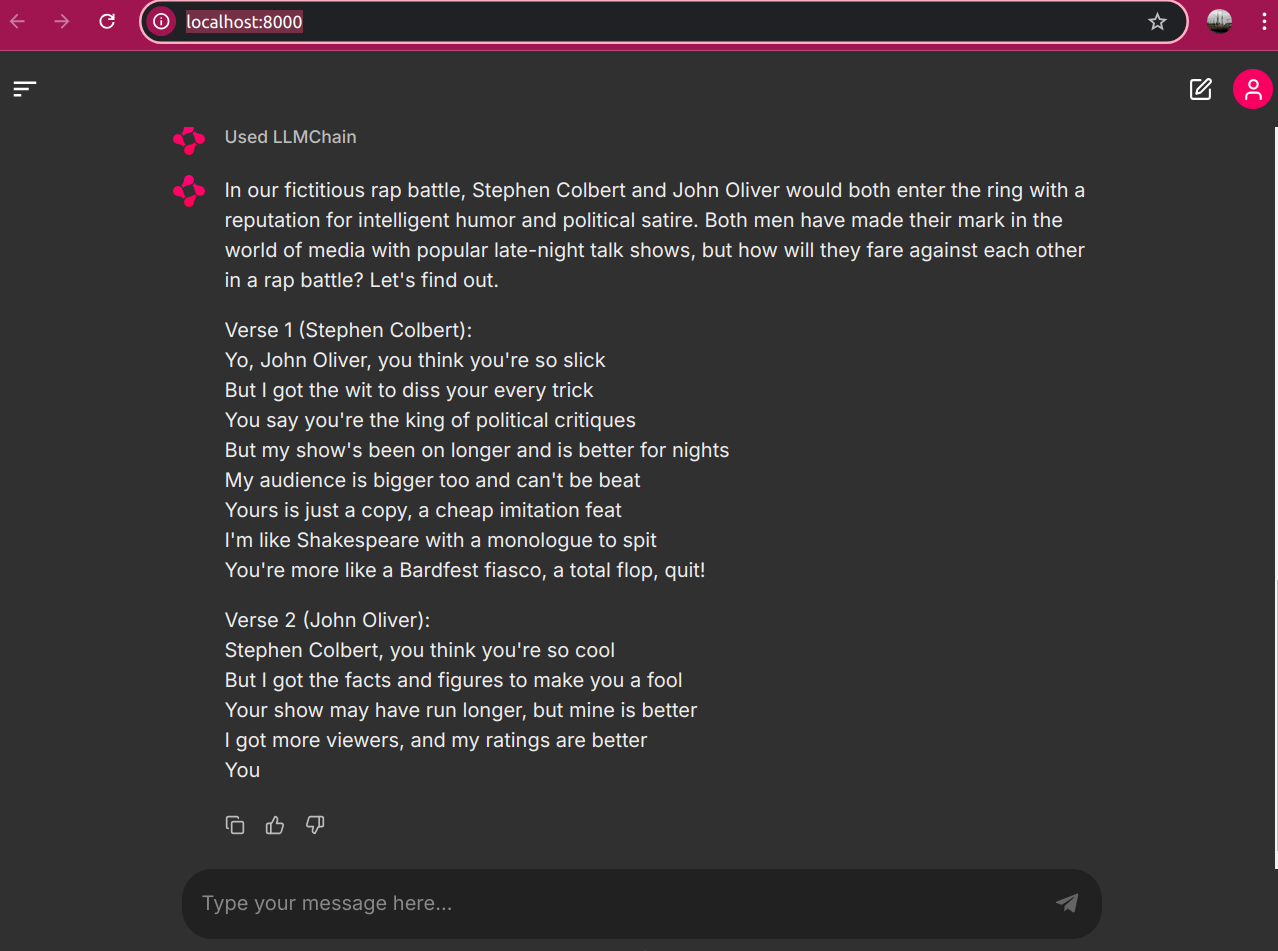 localhost:8000
Used LLMChain
In our fictitious rap battle, Stephen Colbert and John Oliver would both enter the ring with a
reputation for intelligent humor and political satire. Both men have made their mark in the
world of media with popular late-night talk shows, but how will they fare against each other
in a rap battle? Let's find out.
Verse 1 (Stephen Colbert):
Yo, John Oliver, you think you're so slick
But I got the wit to diss your every trick
You say you're the king of political critiques
But my show's been on longer and is better for nights
My audience is bigger too and can't be beat
Yours is just a copy, a cheap imitation feat
I'm like Shakespeare with a monologue to spit
You're more like a Bardfest fiasco, a total flop, quit!
Verse 2 (John Oliver):
Stephen Colbert, you think you're so cool
But I got the facts and figures to make you a fool
Your show may have run longer, but mine is better
I got more viewers, and my ratings are better
You
Type your message here...